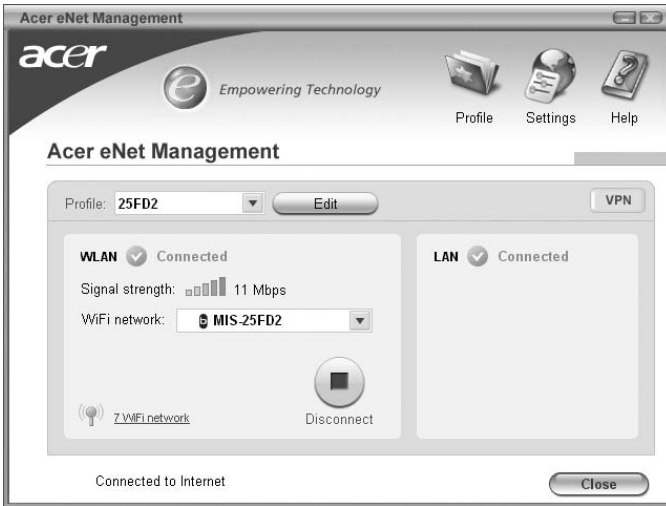 Acer eNet Management
acer
Empowering Technology
Profile Settings Help
Acer eNet Management
Profile: 25FD2 Edit VPN
WLAN Connected
Signal strength: 11 Mbps
WiFi network: MIS-25FD2
7 WiFi network
Disconnect
LAN Connected
Connected to Internet
Close